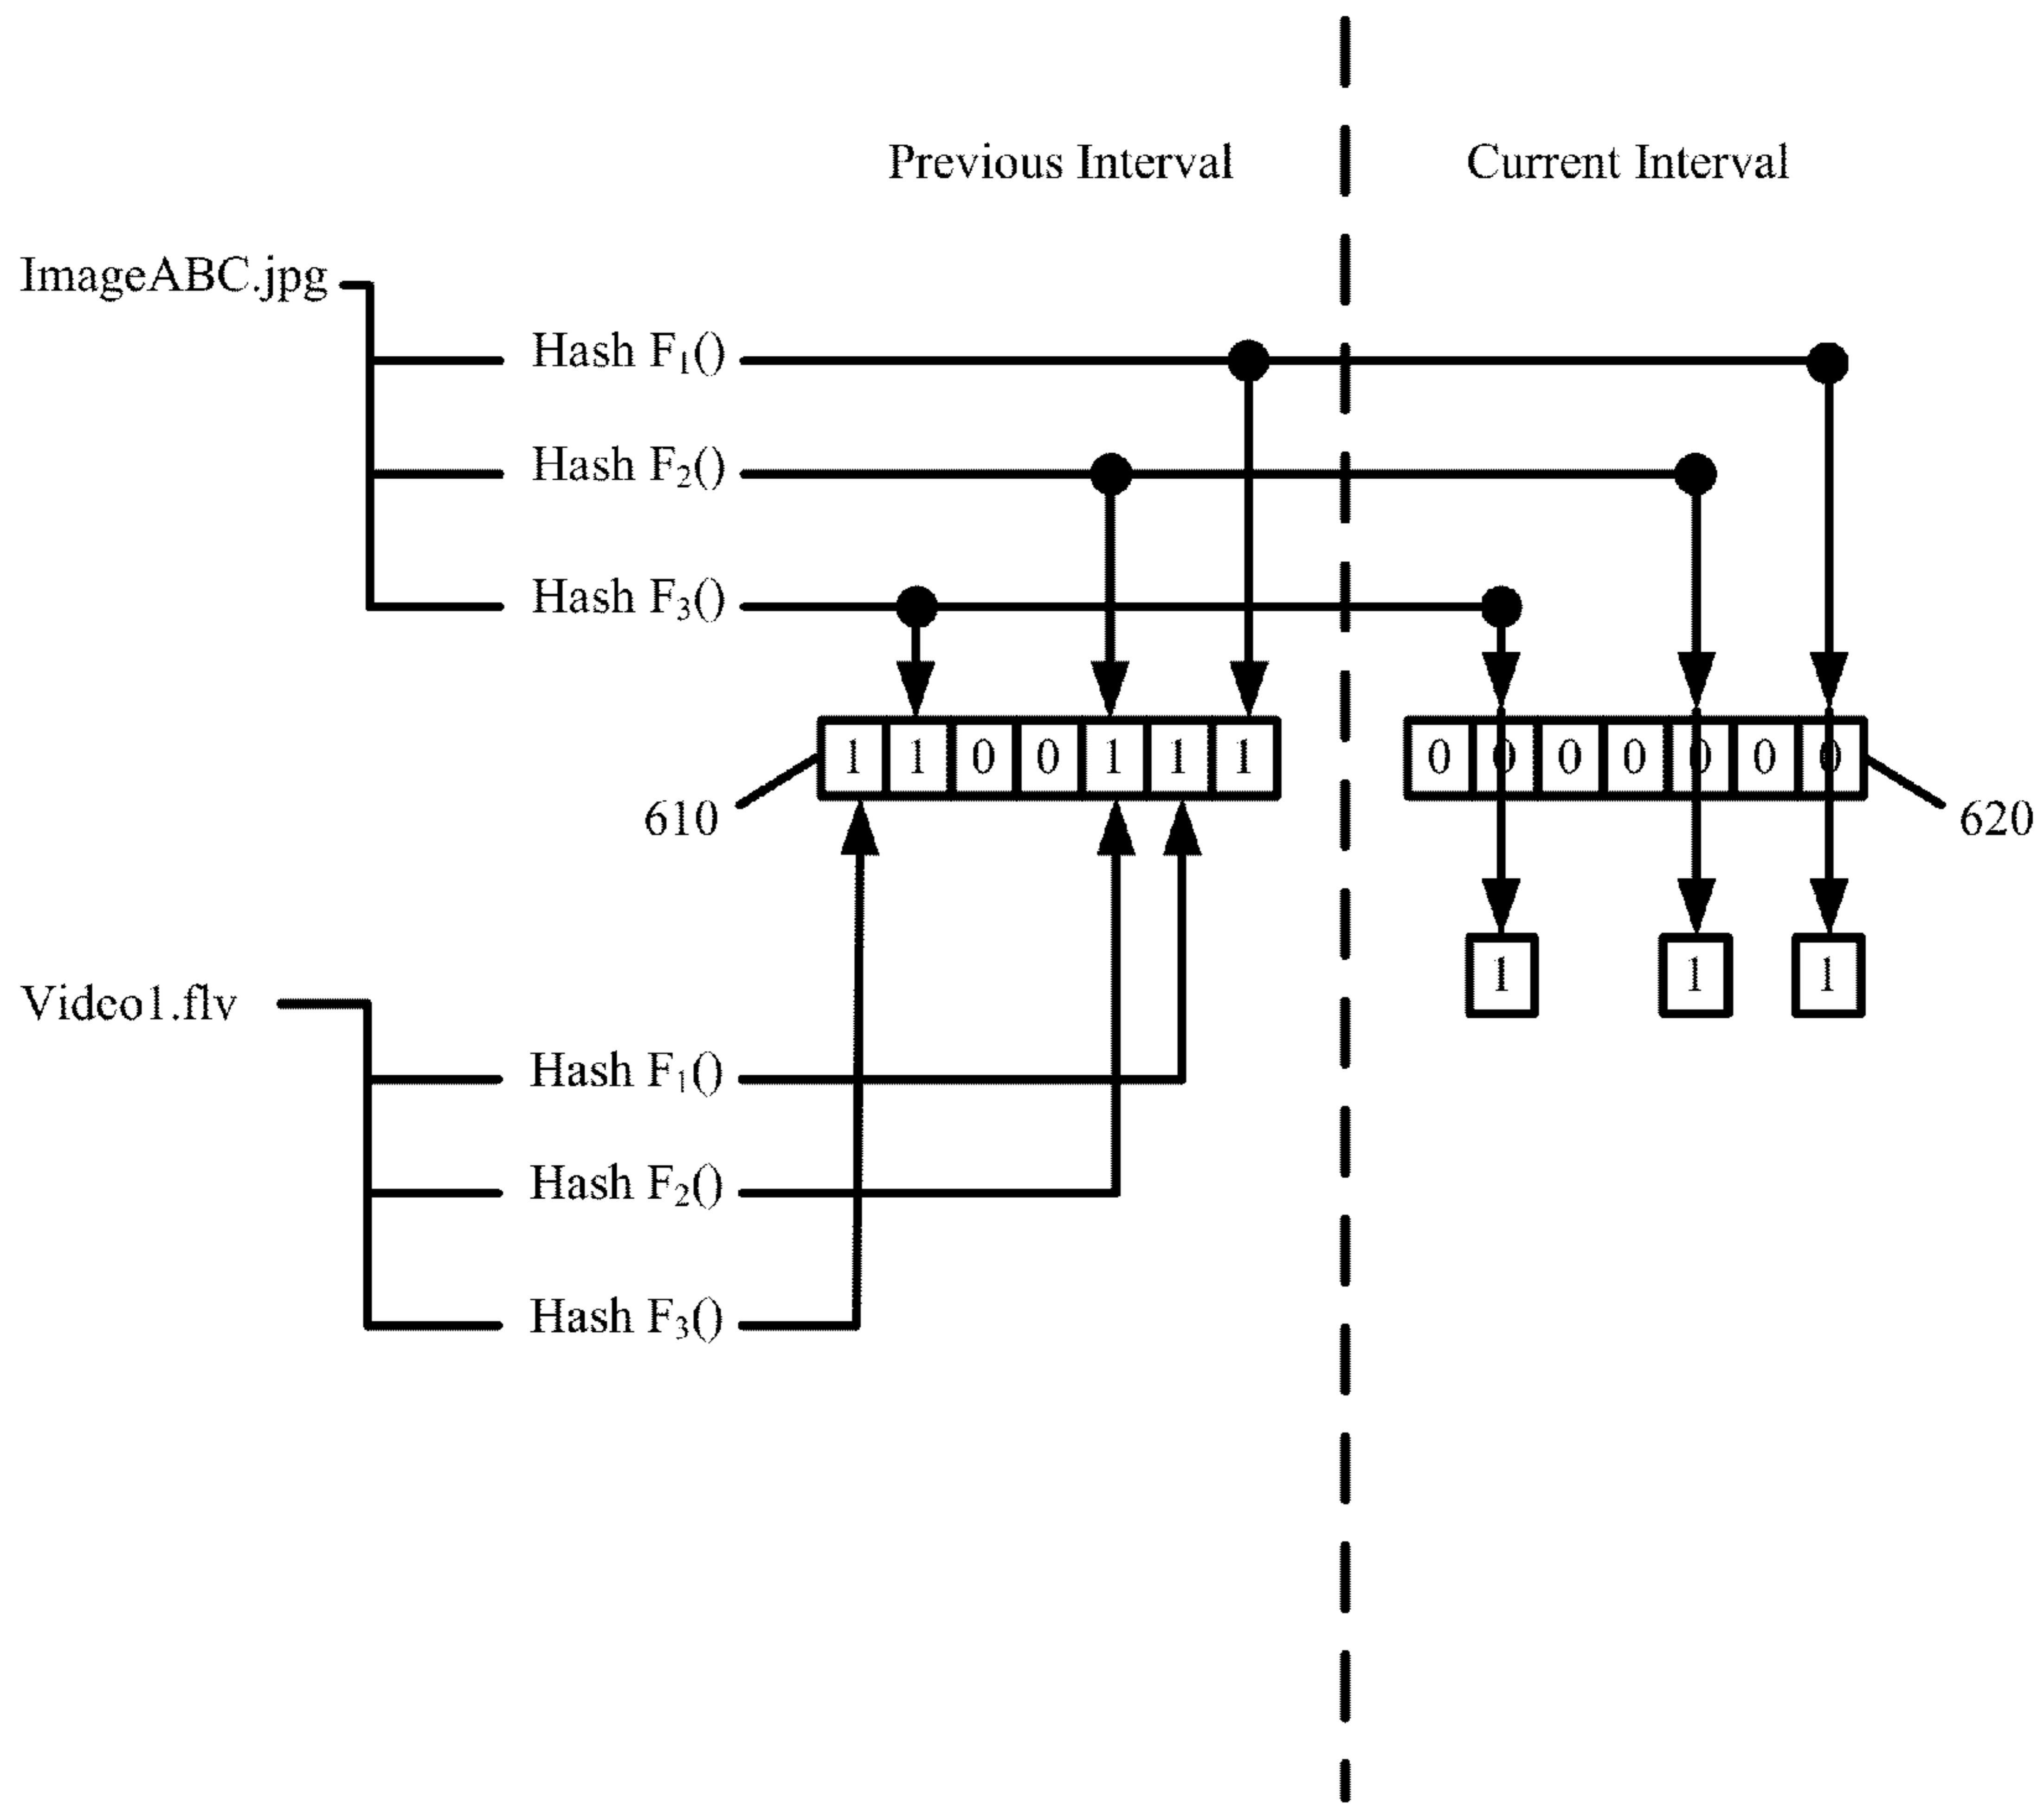 Previous Interval Current Interval
ImageABC.jpg
Hash F₁()
Hash F₂()
Hash F₃()
1 1 0 0 1 1 1 0 0 0 0 0 0 0
610 620
1 1 1
Video1.flv
Hash F₁()
Hash F₂()
Hash F₃()